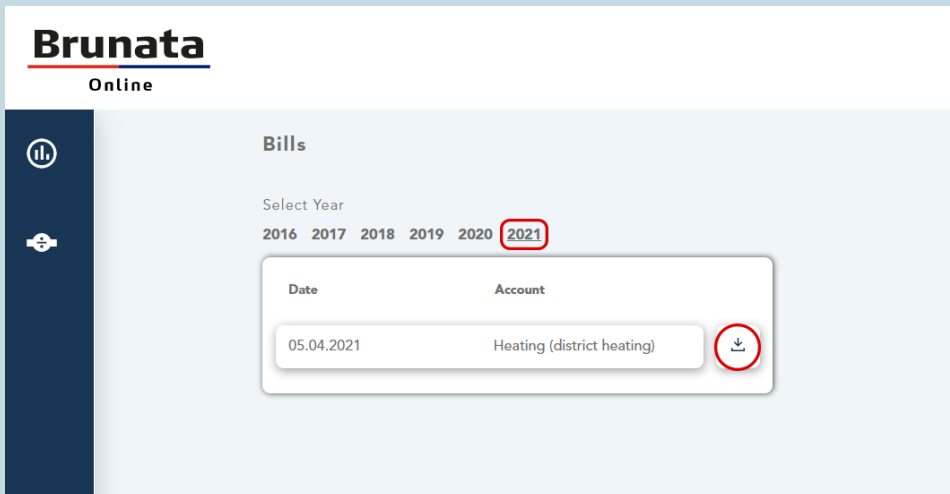 Brunata
Online
Bills
Select Year
2016 2017 2018 2019 2020 2021
Date Account
05.04.2021 Heating (district heating)